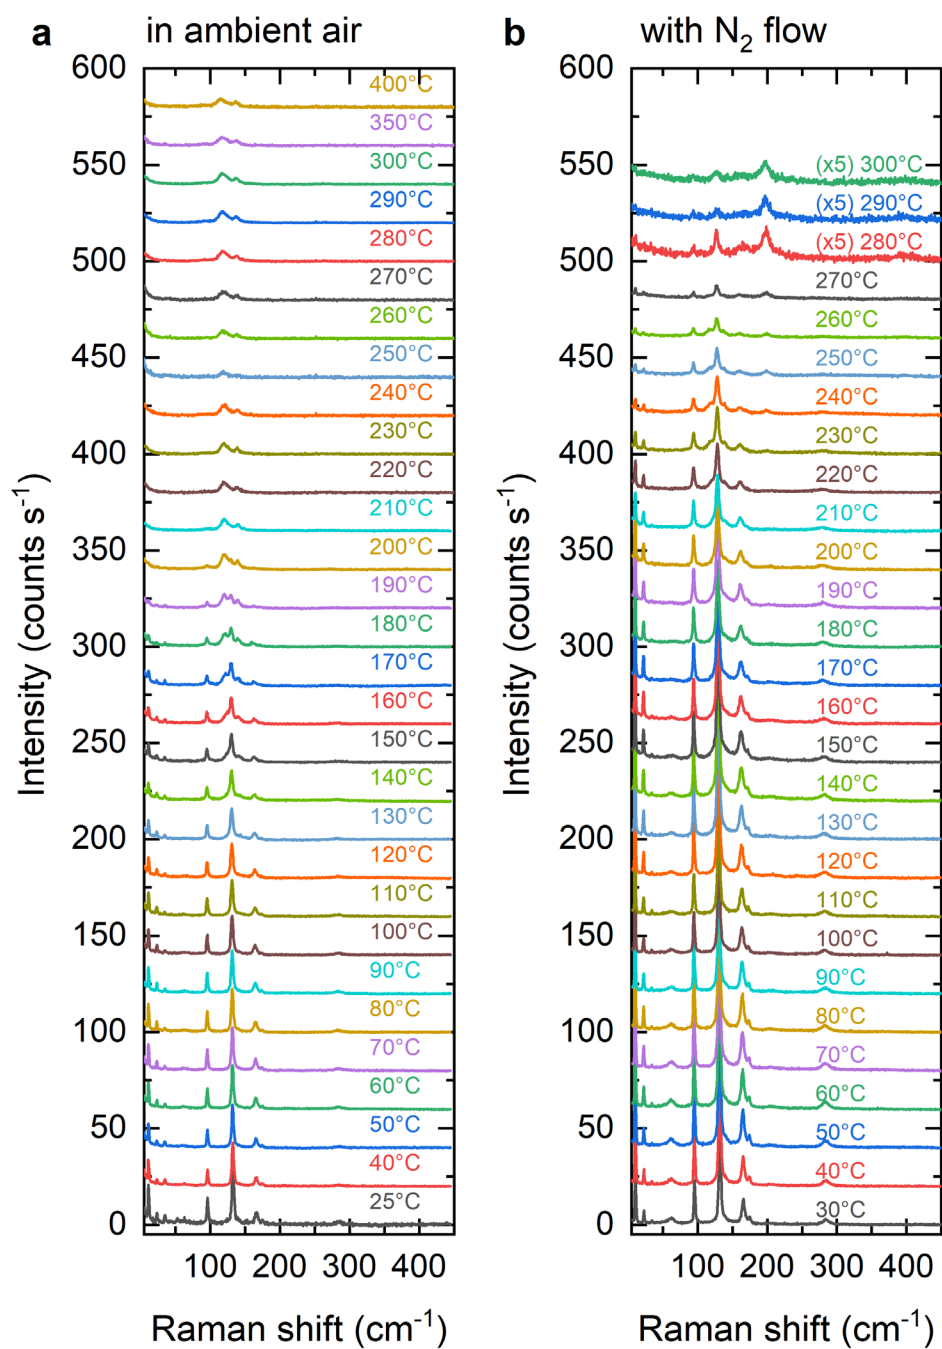 a in ambient air
Intensity (counts s⁻¹)
600
550
500
450
400
350
300
250
200
150
100
50
0
400°C
350°C
300°C
290°C
280°C
270°C
260°C
250°C
240°C
230°C
220°C
210°C
200°C
190°C
180°C
170°C
160°C
150°C
140°C
130°C
120°C
110°C
100°C
90°C
80°C
70°C
60°C
50°C
40°C
25°C
100 200 300 400
Raman shift (cm⁻¹)
b with N₂ flow
Intensity (counts s⁻¹)
600
550
500
450
400
350
300
250
200
150
100
50
0
(x5) 300°C
(x5) 290°C
(x5) 280°C
270°C
260°C
250°C
240°C
230°C
220°C
210°C
200°C
190°C
180°C
170°C
160°C
150°C
140°C
130°C
120°C
110°C
100°C
90°C
80°C
70°C
60°C
50°C
40°C
30°C
100 200 300 400
Raman shift (cm⁻¹)